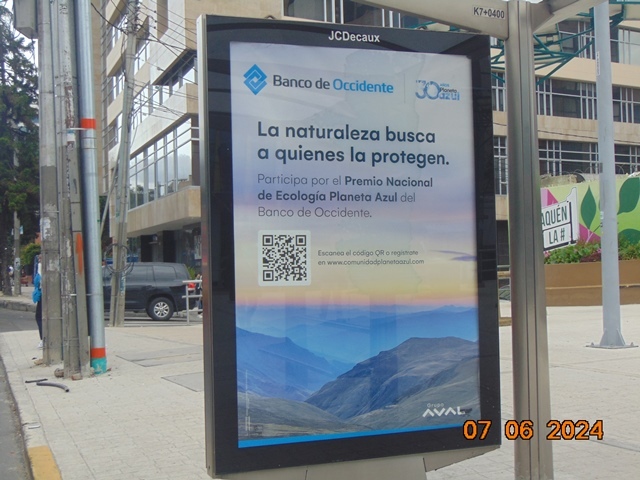 K7+0400
JCDecaux
Banco de Occidente
30 años
Planeta
azul
La naturaleza busca
a quienes la protegen.
Participa por el Premio Nacional
de Ecología Planeta Azul del
Banco de Occidente.
Escanea el código QR o regístrate
en www.comunidadplanetaazul.com
AQUÉN
LA #
Grupo
AVAL
07 06 2024